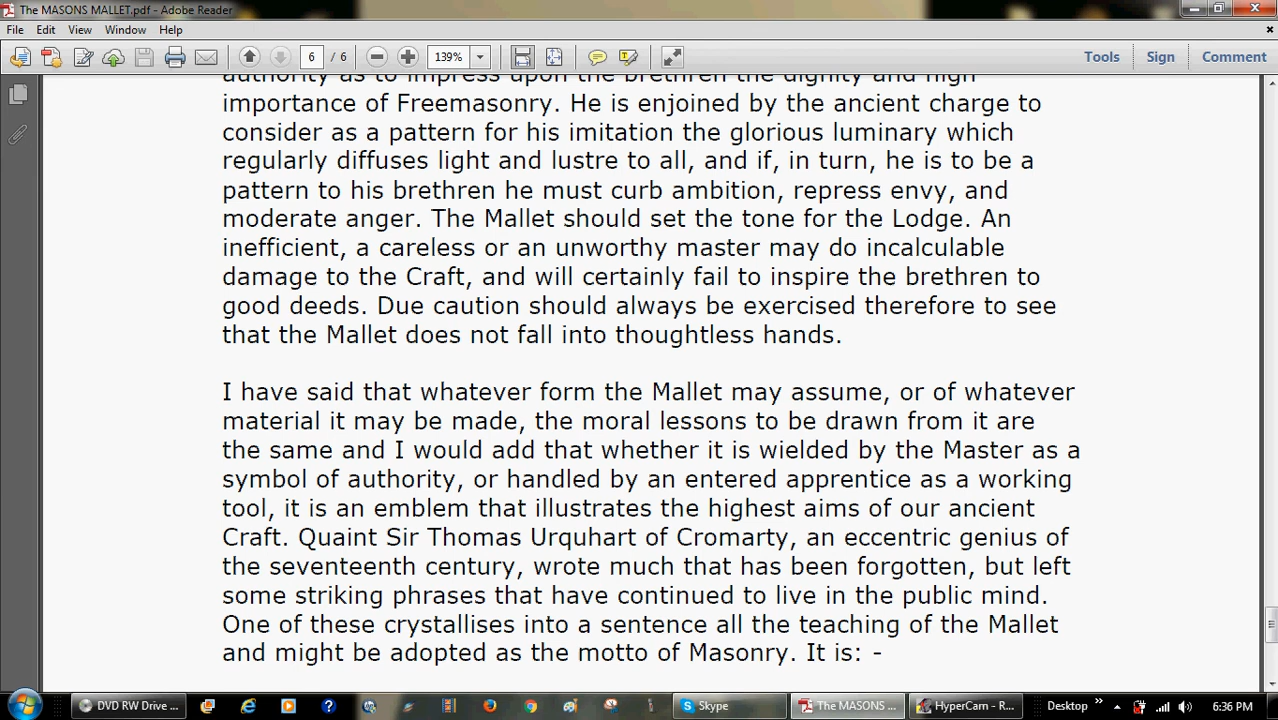 The MASONS MALLET.pdf - Adobe Reader
File Edit View Window Help
6 / 6 139% Tools Sign Comment
authority as to impress upon the brethren the dignity and high
importance of Freemasonry. He is enjoined by the ancient charge to
consider as a pattern for his imitation the glorious luminary which
regularly diffuses light and lustre to all, and if, in turn, he is to be a
pattern to his brethren he must curb ambition, repress envy, and
moderate anger. The Mallet should set the tone for the Lodge. An
inefficient, a careless or an unworthy master may do incalculable
damage to the Craft, and will certainly fail to inspire the brethren to
good deeds. Due caution should always be exercised therefore to see
that the Mallet does not fall into thoughtless hands.
I have said that whatever form the Mallet may assume, or of whatever
material it may be made, the moral lessons to be drawn from it are
the same and I would add that whether it is wielded by the Master as a
symbol of authority, or handled by an entered apprentice as a working
tool, it is an emblem that illustrates the highest aims of our ancient
Craft. Quaint Sir Thomas Urquhart of Cromarty, an eccentric genius of
the seventeenth century, wrote much that has been forgotten, but left
some striking phrases that have continued to live in the public mind.
One of these crystallises into a sentence all the teaching of the Mallet
and might be adopted as the motto of Masonry. It is: -
DVD RW Drive ... Skype The MASONS ... HyperCam - R... Desktop » 6:36 PM